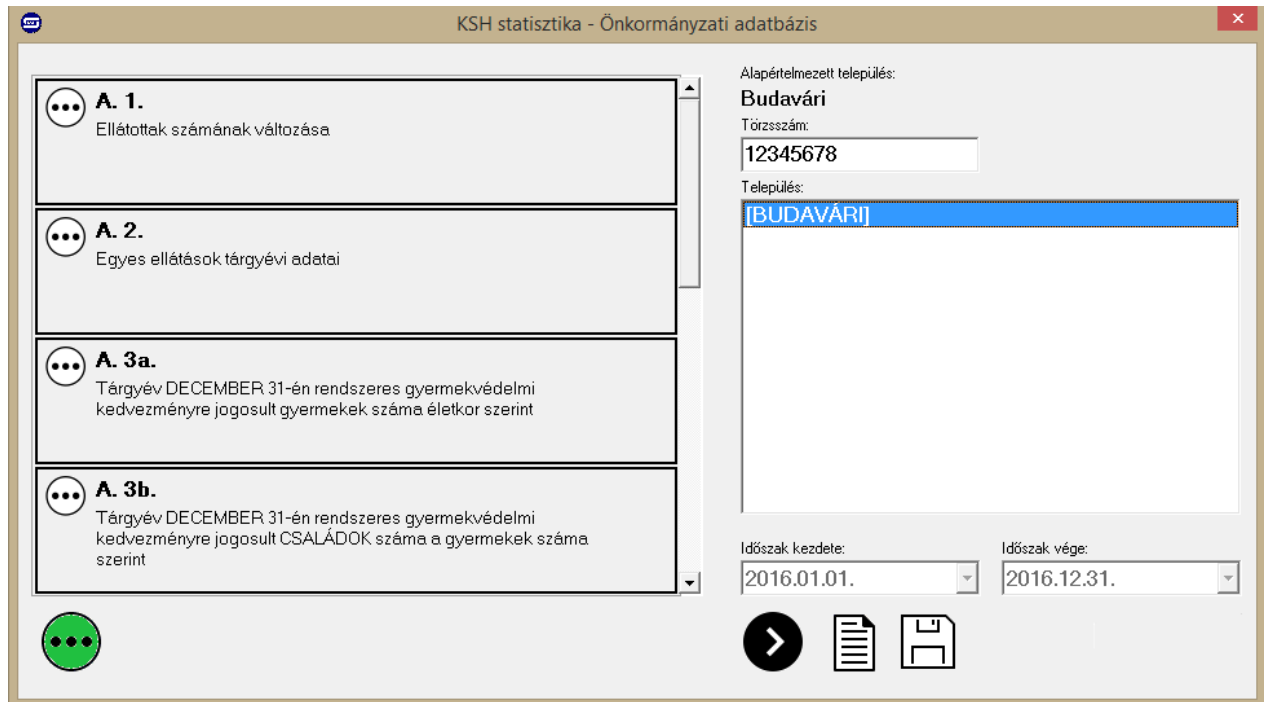 KSH statisztika - Önkormányzati adatbázis
A. 1.
Ellátottak számának változása
A. 2.
Egyes ellátások tárgyévi adatai
A. 3a.
Tárgyév DECEMBER 31-én rendszeres gyermekvédelmi
kedvezményre jogosult gyermekek száma életkor szerint
A. 3b.
Tárgyév DECEMBER 31-én rendszeres gyermekvédelmi
kedvezményre jogosult CSALÁDOK száma a gyermekek száma
szerint
Alapértelmezett település:
Budavári
Törzsszám:
12345678
Település:
[BUDAVÁRI]
Időszak kezdete:
Időszak vége:
2016.01.01.
2016.12.31.